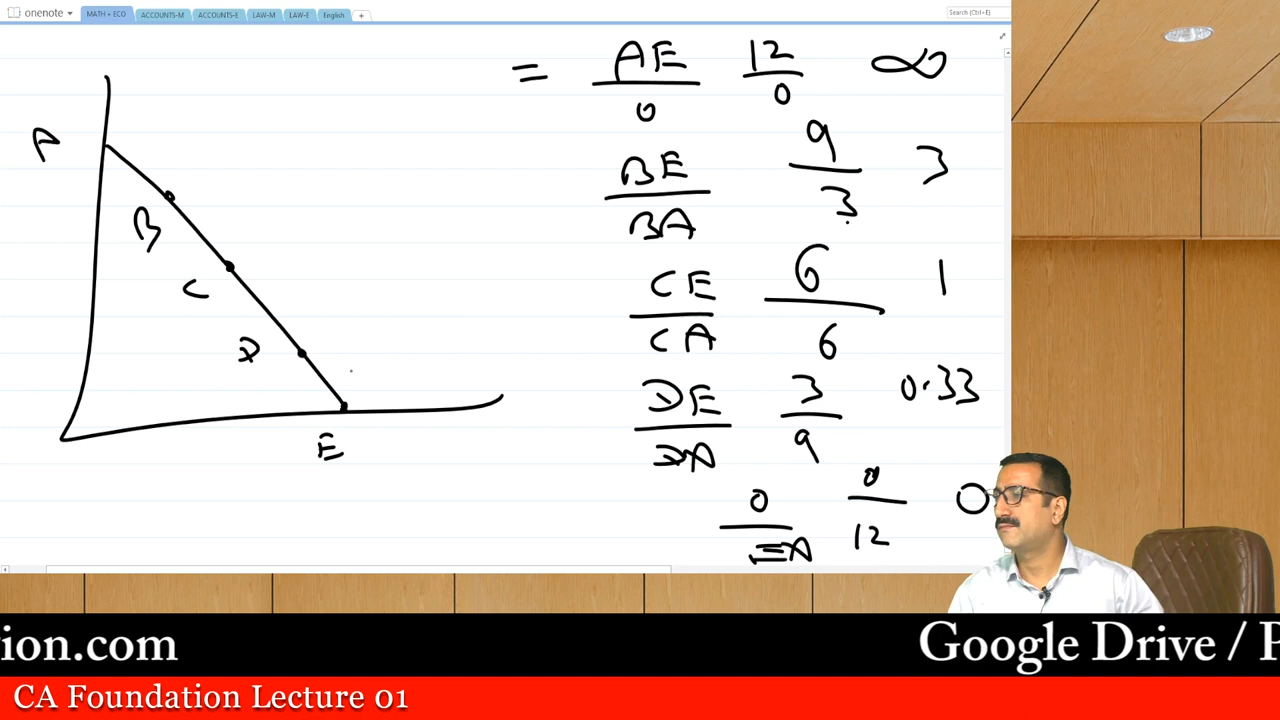 onenote
MATH + ECO
ACCOUNTS-M
ACCOUNTS-E
LAW-M
LAW-E
English
Search (Ctrl+E)
A
B
C
D
E
= AE/0 12/0 ∞
BE/BA 9/3 3
CE/CA 6/6 1
DE/DA 3/9 0.33
0/EA 0/12 0
ion.com
Google Drive / P
CA Foundation Lecture 01